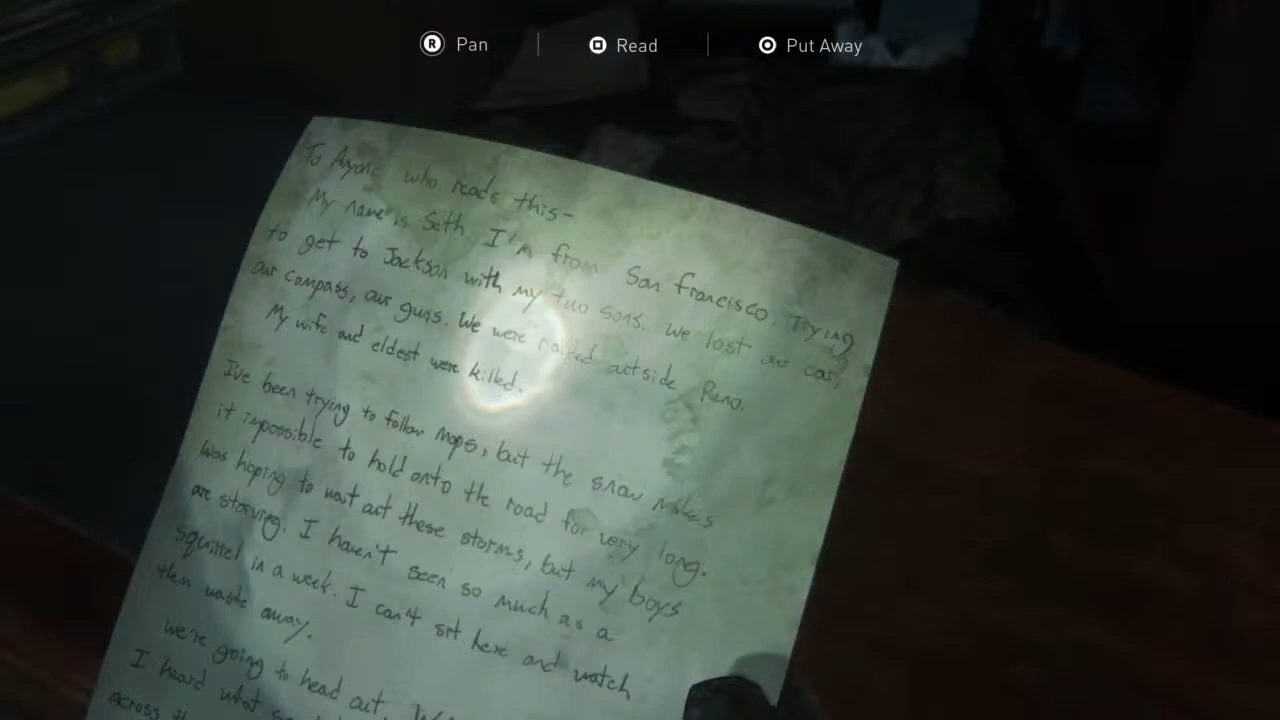 R Pan Read Put Away
To Anyone who reads this-
My name is Seth. I'm from San Francisco. Trying
to get to Jackson with my two sons. We lost our car,
our compass, our guns. We were raided outside Reno.
My wife and eldest were killed.
I've been trying to follow maps, but the snow makes
it impossible to hold onto the road for very long.
Was hoping to wait out these storms, but my boys
are starving. I haven't seen so much as a
squirrel in a week. I can't sit here and watch
them waste away.
We're going to head out.
I heard what
across